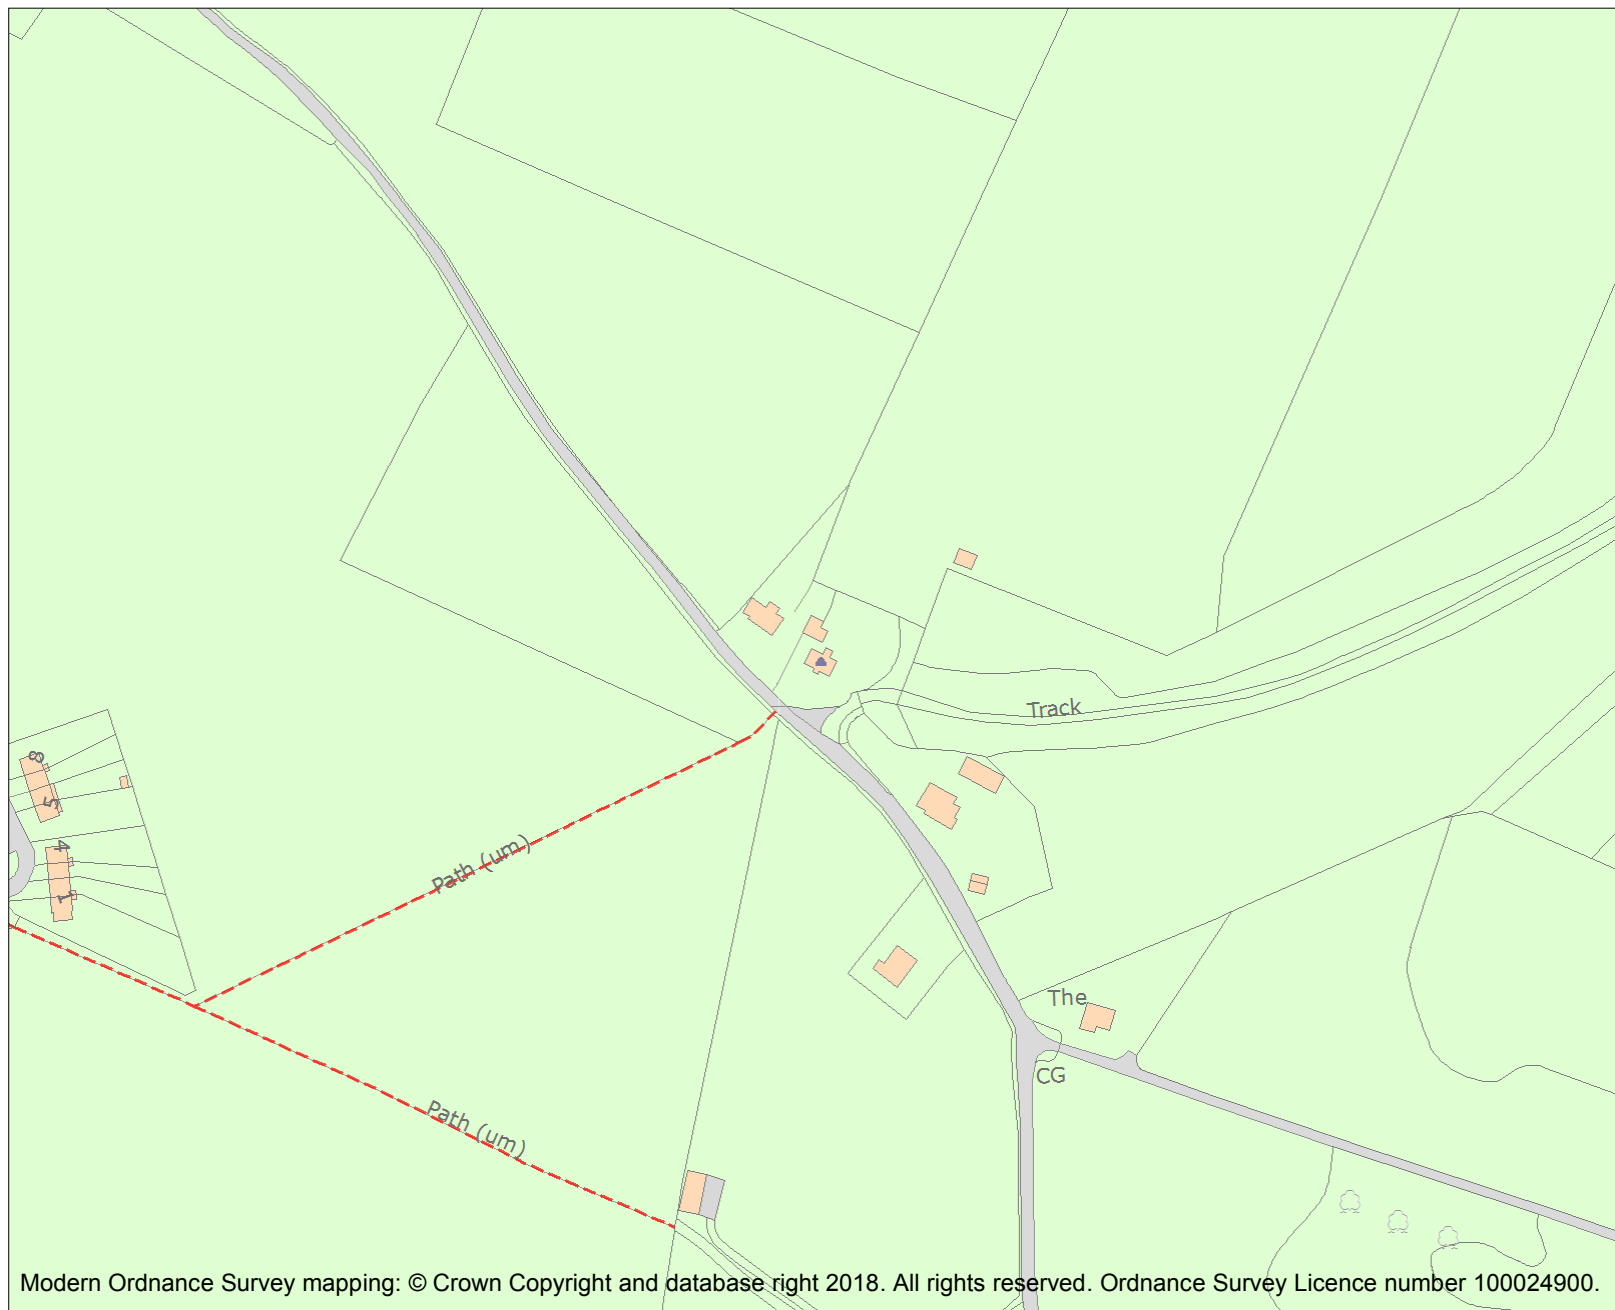 Track
8
5
4
1
Path (um)
The
CG
Path (um)
Modern Ordnance Survey mapping: © Crown Copyright and database right 2018. All rights reserved. Ordnance Survey Licence number 100024900.